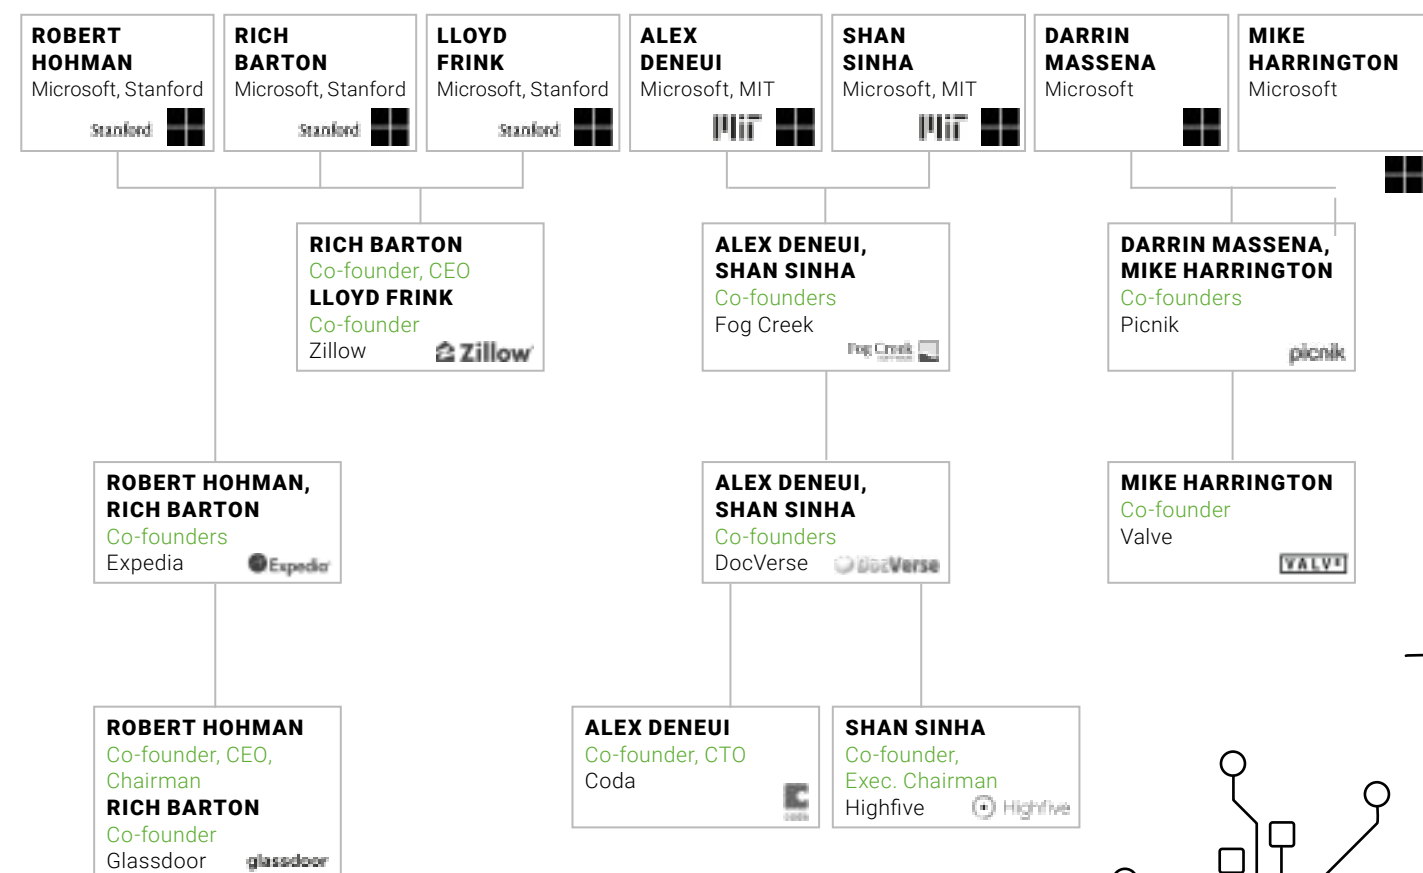 ROBERT
HOHMAN
Microsoft, Stanford
Stanford
RICH
BARTON
Microsoft, Stanford
Stanford
LLOYD
FRINK
Microsoft, Stanford
Stanford
ALEX
DENEUI
Microsoft, MIT
MIT
SHAN
SINHA
Microsoft, MIT
MIT
DARRIN
MASSENA
Microsoft
MIKE
HARRINGTON
Microsoft
RICH BARTON
Co-founder, CEO
LLOYD FRINK
Co-founder
Zillow
Zillow
ALEX DENEUI,
SHAN SINHA
Co-founders
Fog Creek
Fog Creek
DARRIN MASSENA,
MIKE HARRINGTON
Co-founders
Picnik
picnik
ROBERT HOHMAN,
RICH BARTON
Co-founders
Expedia
Expedia
ALEX DENEUI,
SHAN SINHA
Co-founders
DocVerse
DocVerse
MIKE HARRINGTON
Co-founder
Valve
VALVE
ROBERT HOHMAN
Co-founder, CEO,
Chairman
RICH BARTON
Co-founder
Glassdoor
glassdoor
ALEX DENEUI
Co-founder, CTO
Coda
SHAN SINHA
Co-founder,
Exec. Chairman
Highfive
Highfive